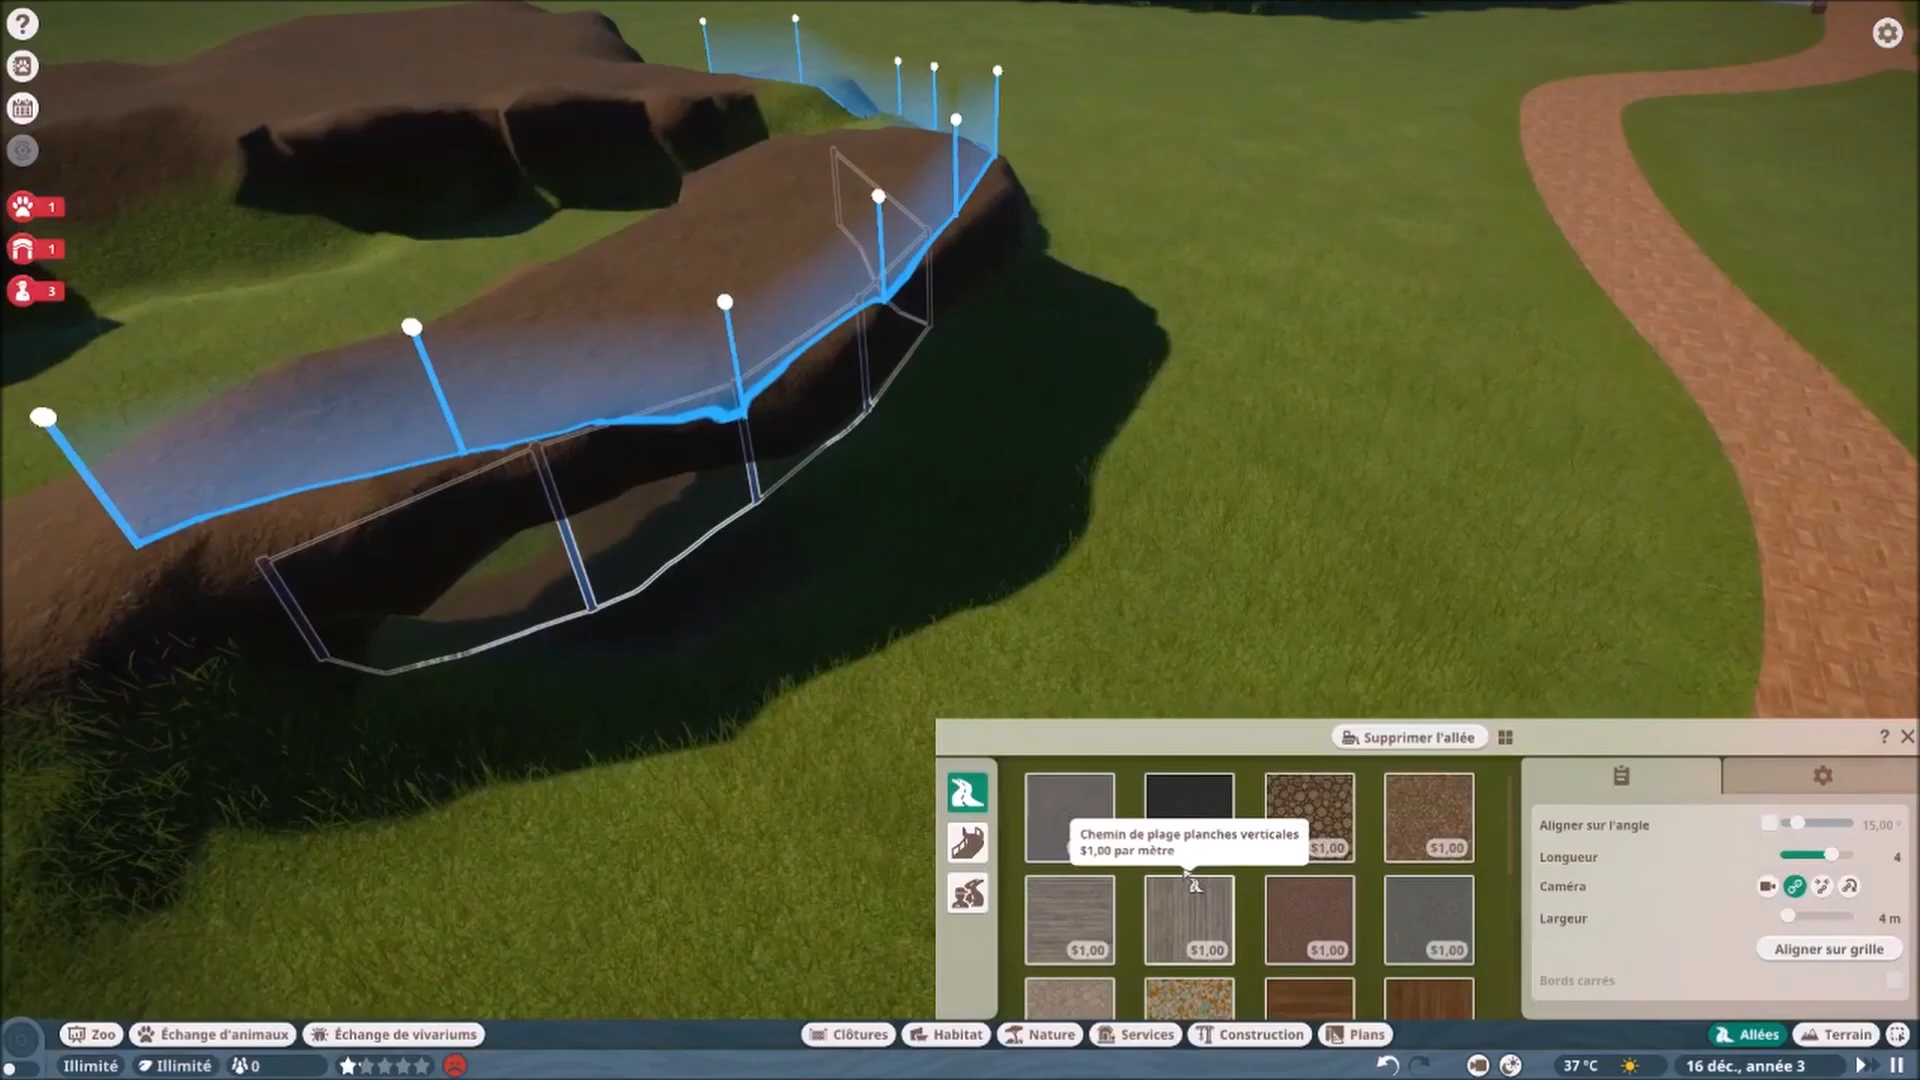 ?
1
1
3
Supprimer l'allée
?
Chemin de plage planches verticales
$1,00 par mètre
$1,00
$1,00
$1,00
$1,00
$1,00
$1,00
Aligner sur l'angle
15,00 °
Longueur
4
Caméra
Largeur
4 m
Aligner sur grille
Bords carrés
Zoo
Échange d'animaux
Échange de vivariums
Clôtures
Habitat
Nature
Services
Construction
Plans
Allées
Terrain
Illimité
Illimité
0
37 °C
16 déc., année 3